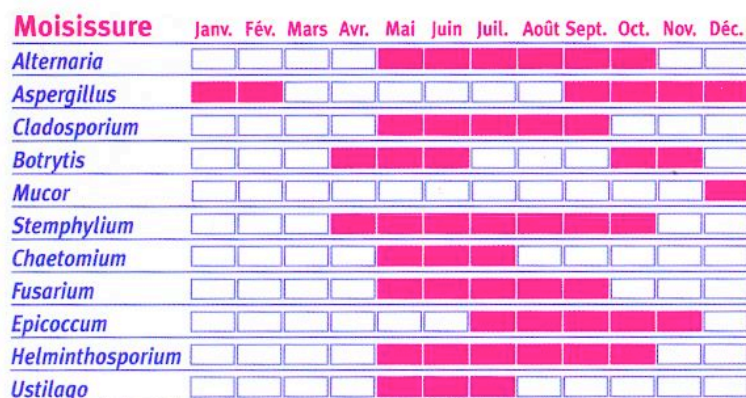 Moisissure Janv. Fév. Mars Avr. Mai Juin Juil. Août Sept. Oct. Nov. Déc.
Alternaria
Aspergillus
Cladosporium
Botrytis
Mucor
Stemphylium
Chaetomium
Fusarium
Epicoccum
Helminthosporium
Ustilago